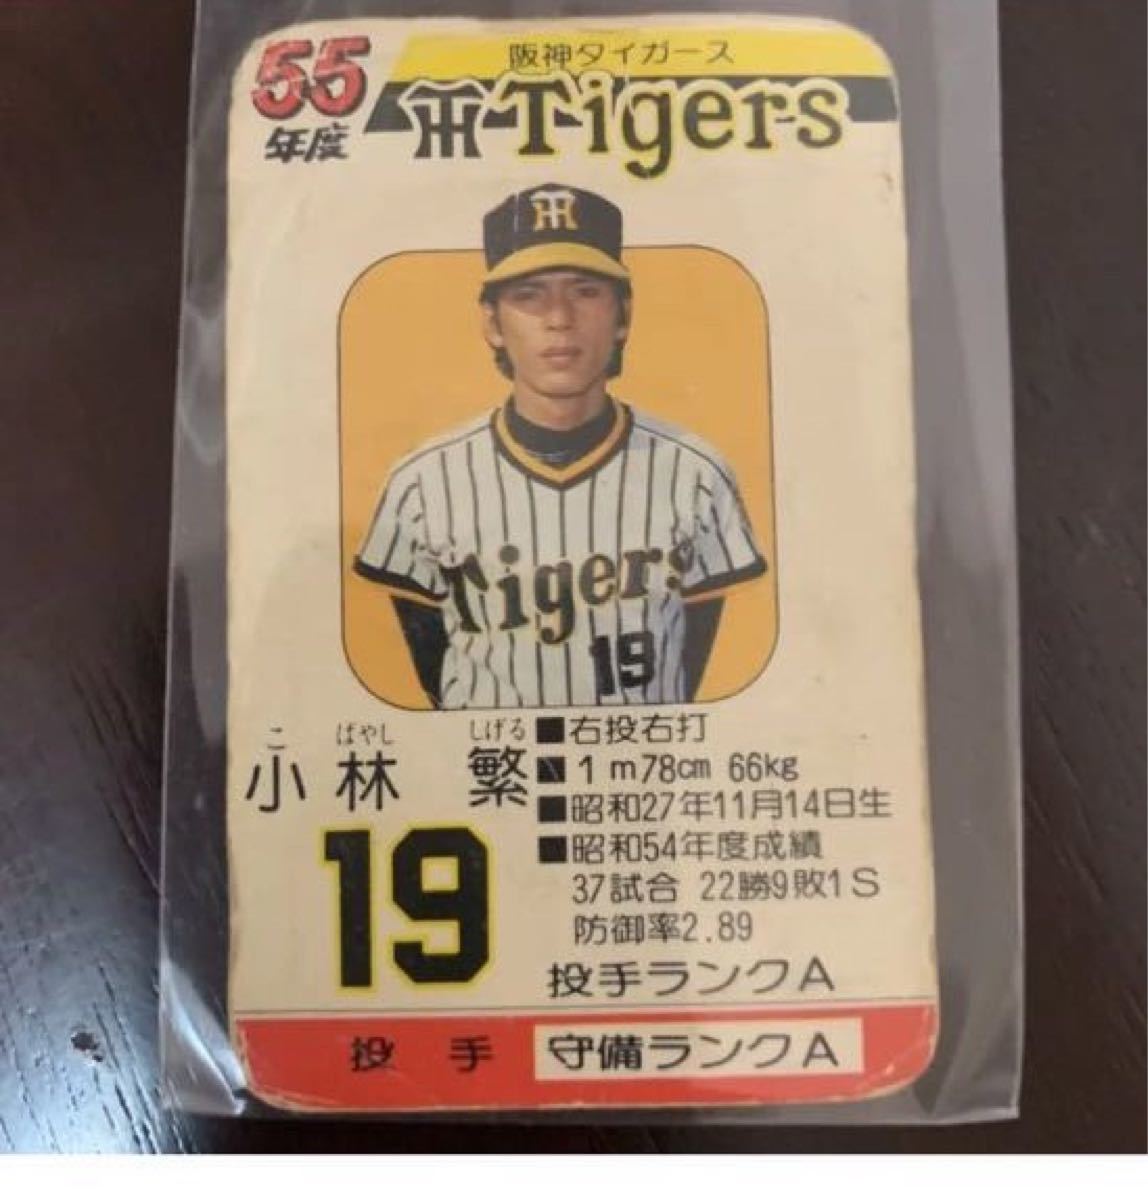 55
年度
阪神タイガース
TH Tigers
TH
Tigers
19
こ ばやし しげる
小林 繁
19
■右投右打
■1m78cm 66kg
■昭和27年11月14日生
■昭和54年度成績
37試合 22勝9敗1S
防御率2.89
投手ランクA
投手 守備ランクA